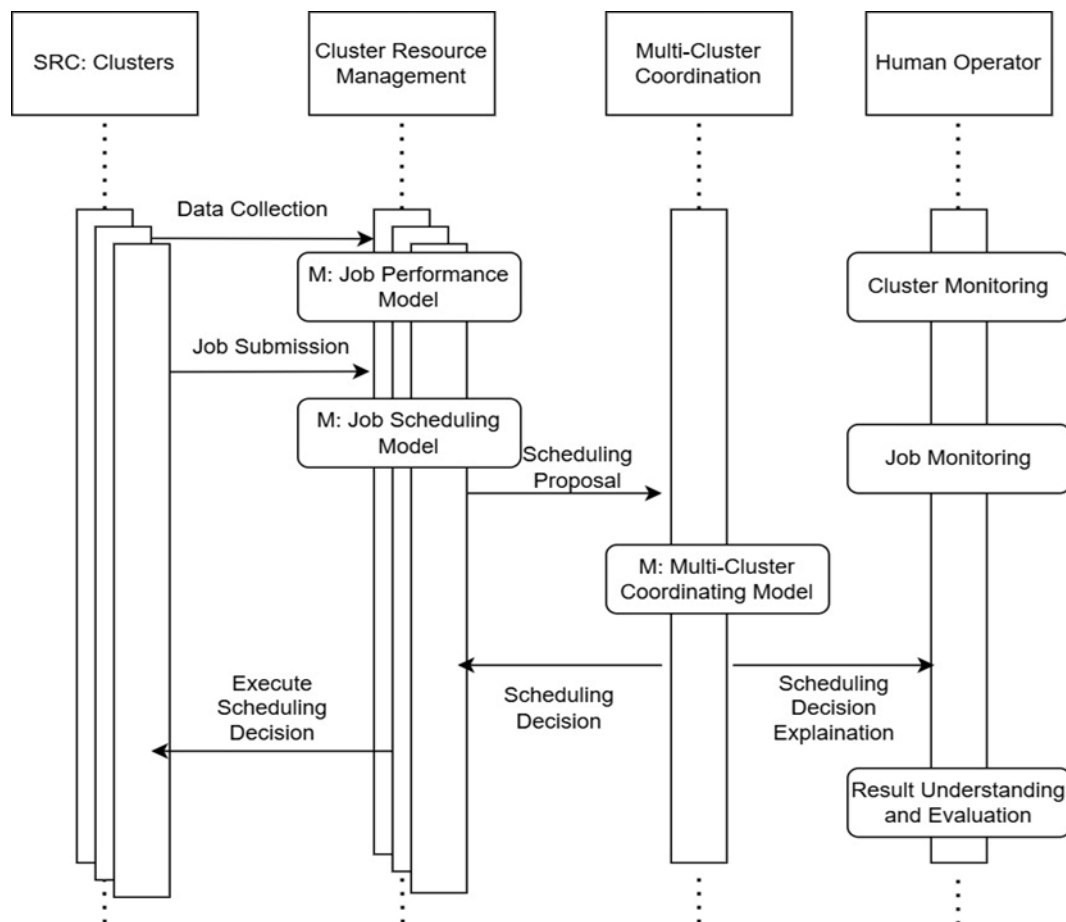 SRC: Clusters
Cluster Resource
Management
Multi-Cluster
Coordination
Human Operator
Data Collection
M: Job Performance
Model
Cluster Monitoring
Job Submission
M: Job Scheduling
Model
Scheduling
Proposal
Job Monitoring
M: Multi-Cluster
Coordinating Model
Execute
Scheduling
Decision
Scheduling
Decision
Scheduling
Decision
Explaination
Result Understanding
and Evaluation